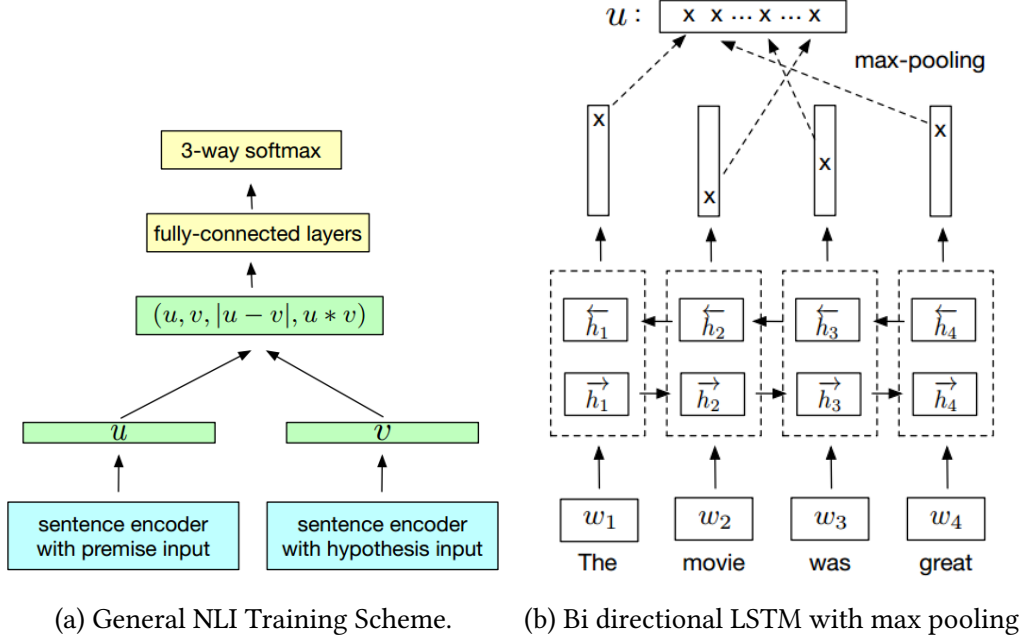 3-way softmax
fully-connected layers
(u, v, |u − v|, u ∗ v)
u
v
sentence encoder
with premise input
sentence encoder
with hypothesis input
(a) General NLI Training Scheme.
u : x x ... x ... x
max-pooling
x x x x
←h₁ ←h₂ ←h₃ ←h₄
→h₁ →h₂ →h₃ →h₄
w₁ w₂ w₃ w₄
The movie was great
(b) Bi directional LSTM with max pooling